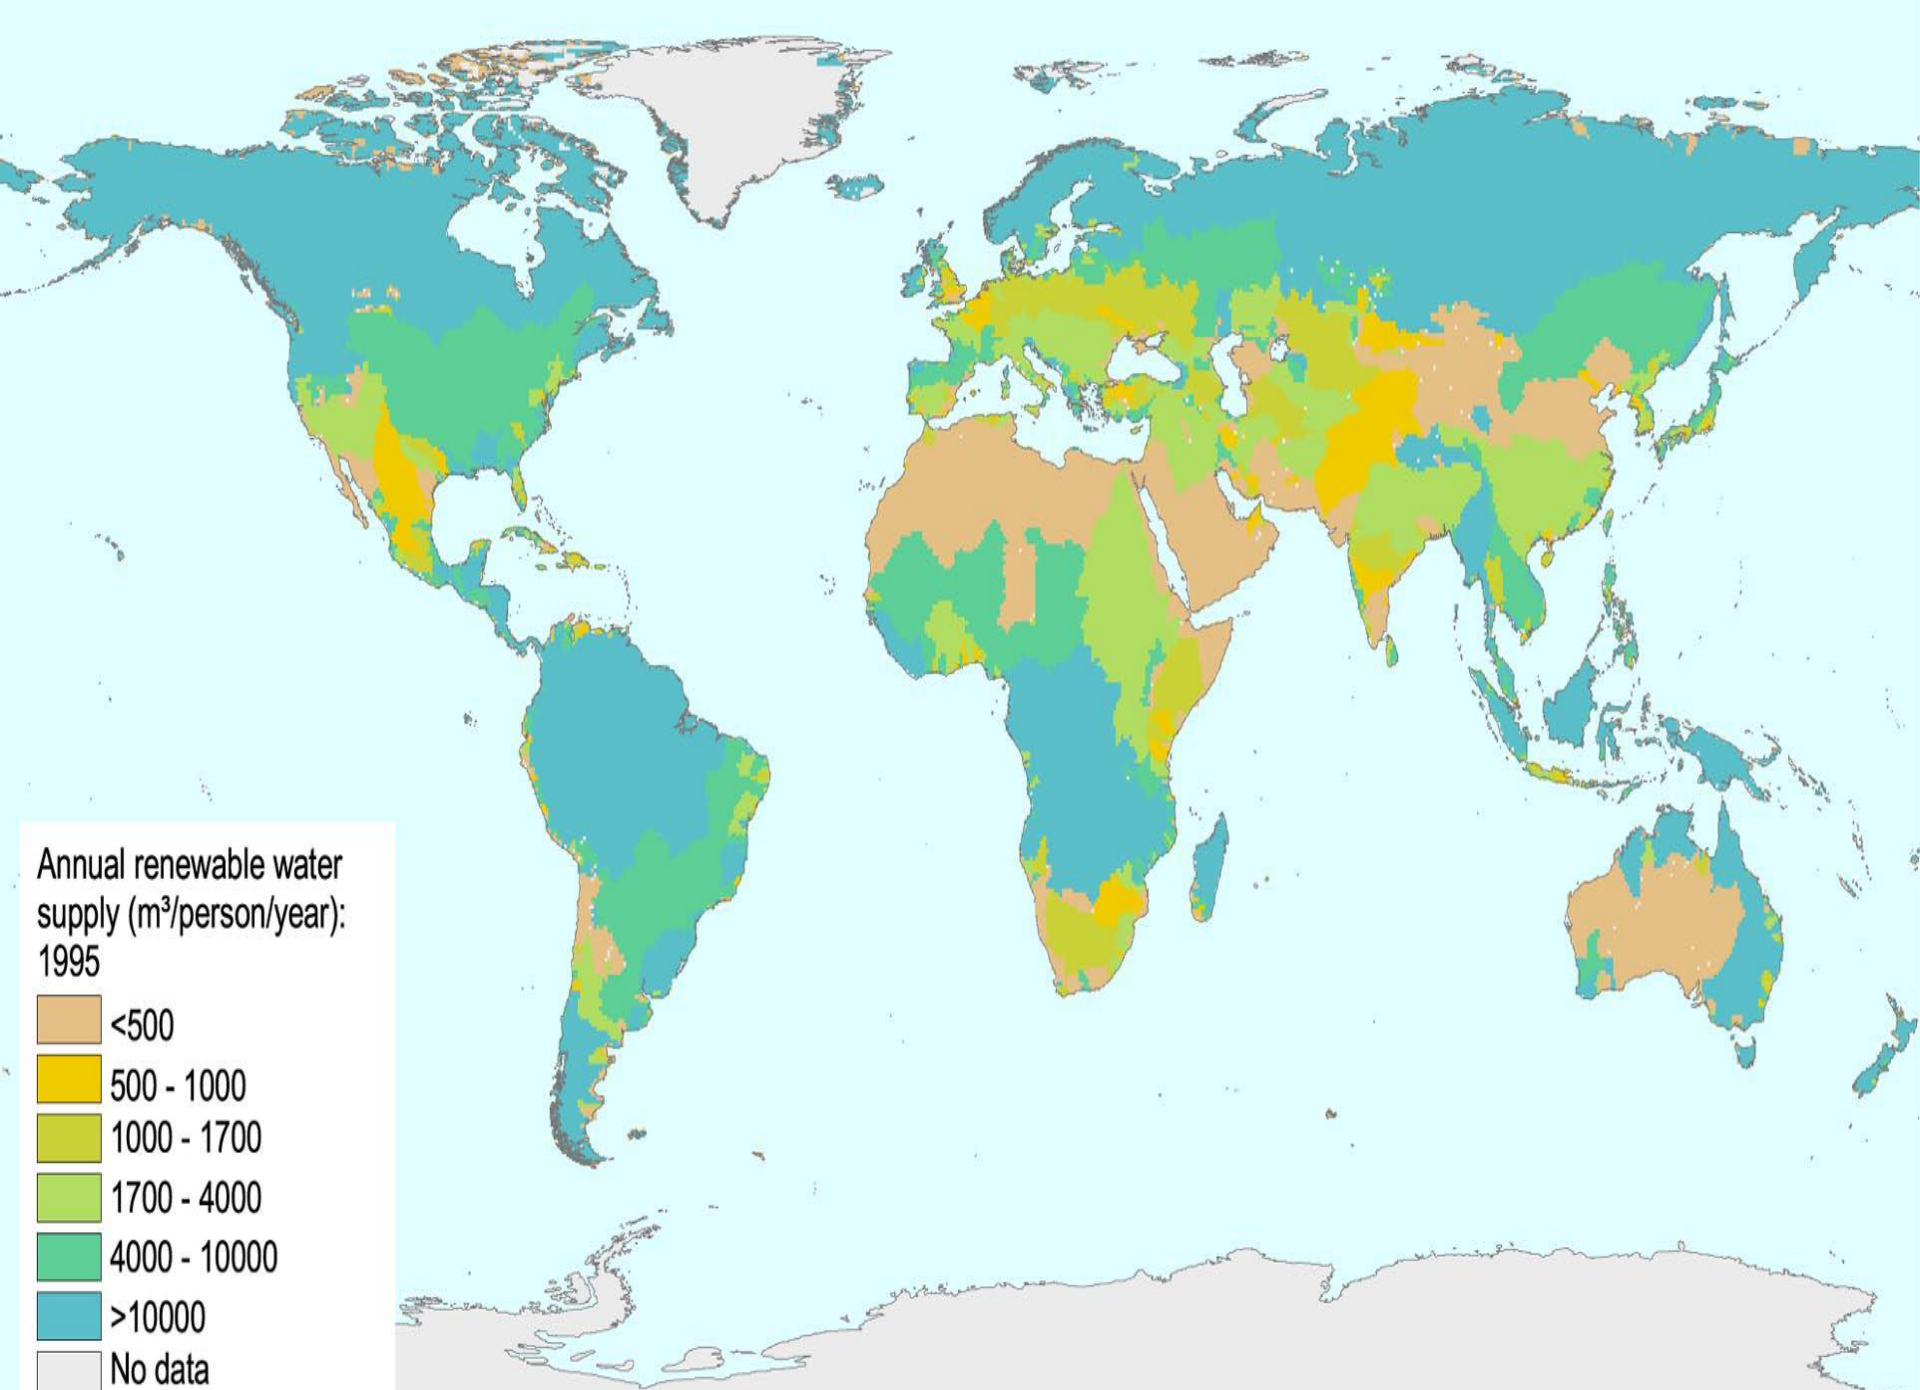 Annual renewable water
supply (m³/person/year):
1995
<500
500 - 1000
1000 - 1700
1700 - 4000
4000 - 10000
>10000
No data